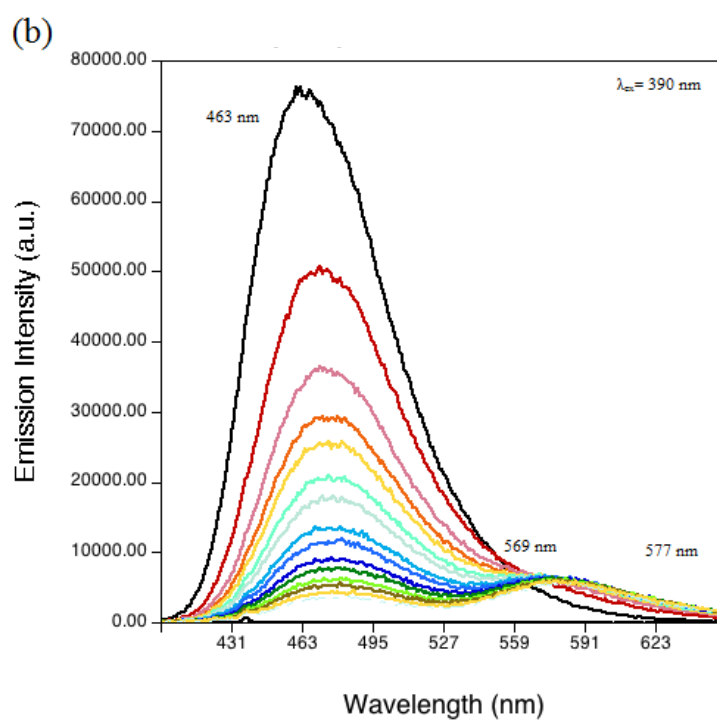 (b)
80000.00
λex= 390 nm
463 nm
70000.00
60000.00
50000.00
40000.00
30000.00
20000.00
10000.00
569 nm
577 nm
0.00
431 463 495 527 559 591 623
Emission Intensity (a.u.)
Wavelength (nm)